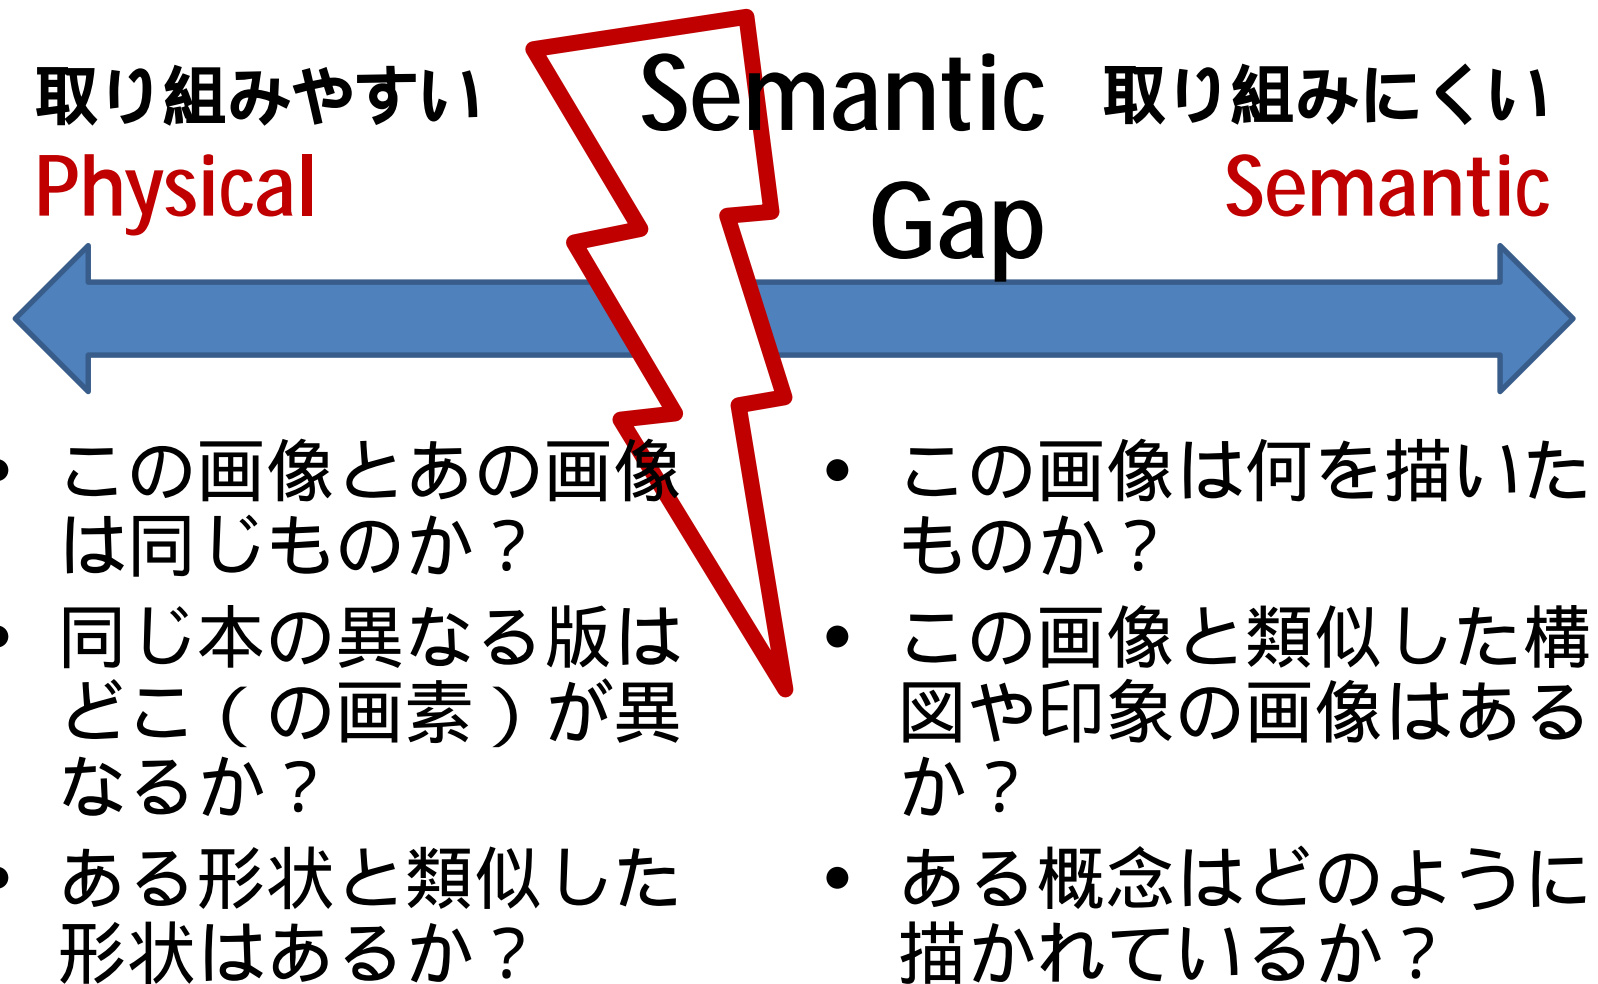 取り組みやすい
Physical
Semantic
Gap
取り組みにくい
Semantic
• この画像とあの画像
は同じものか？
• 同じ本の異なる版は
どこ（の画素）が異
なるか？
• ある形状と類似した
形状はあるか？
• この画像は何を描いた
ものか？
• この画像と類似した構
図や印象の画像はある
か？
• ある概念はどのように
描かれているか？